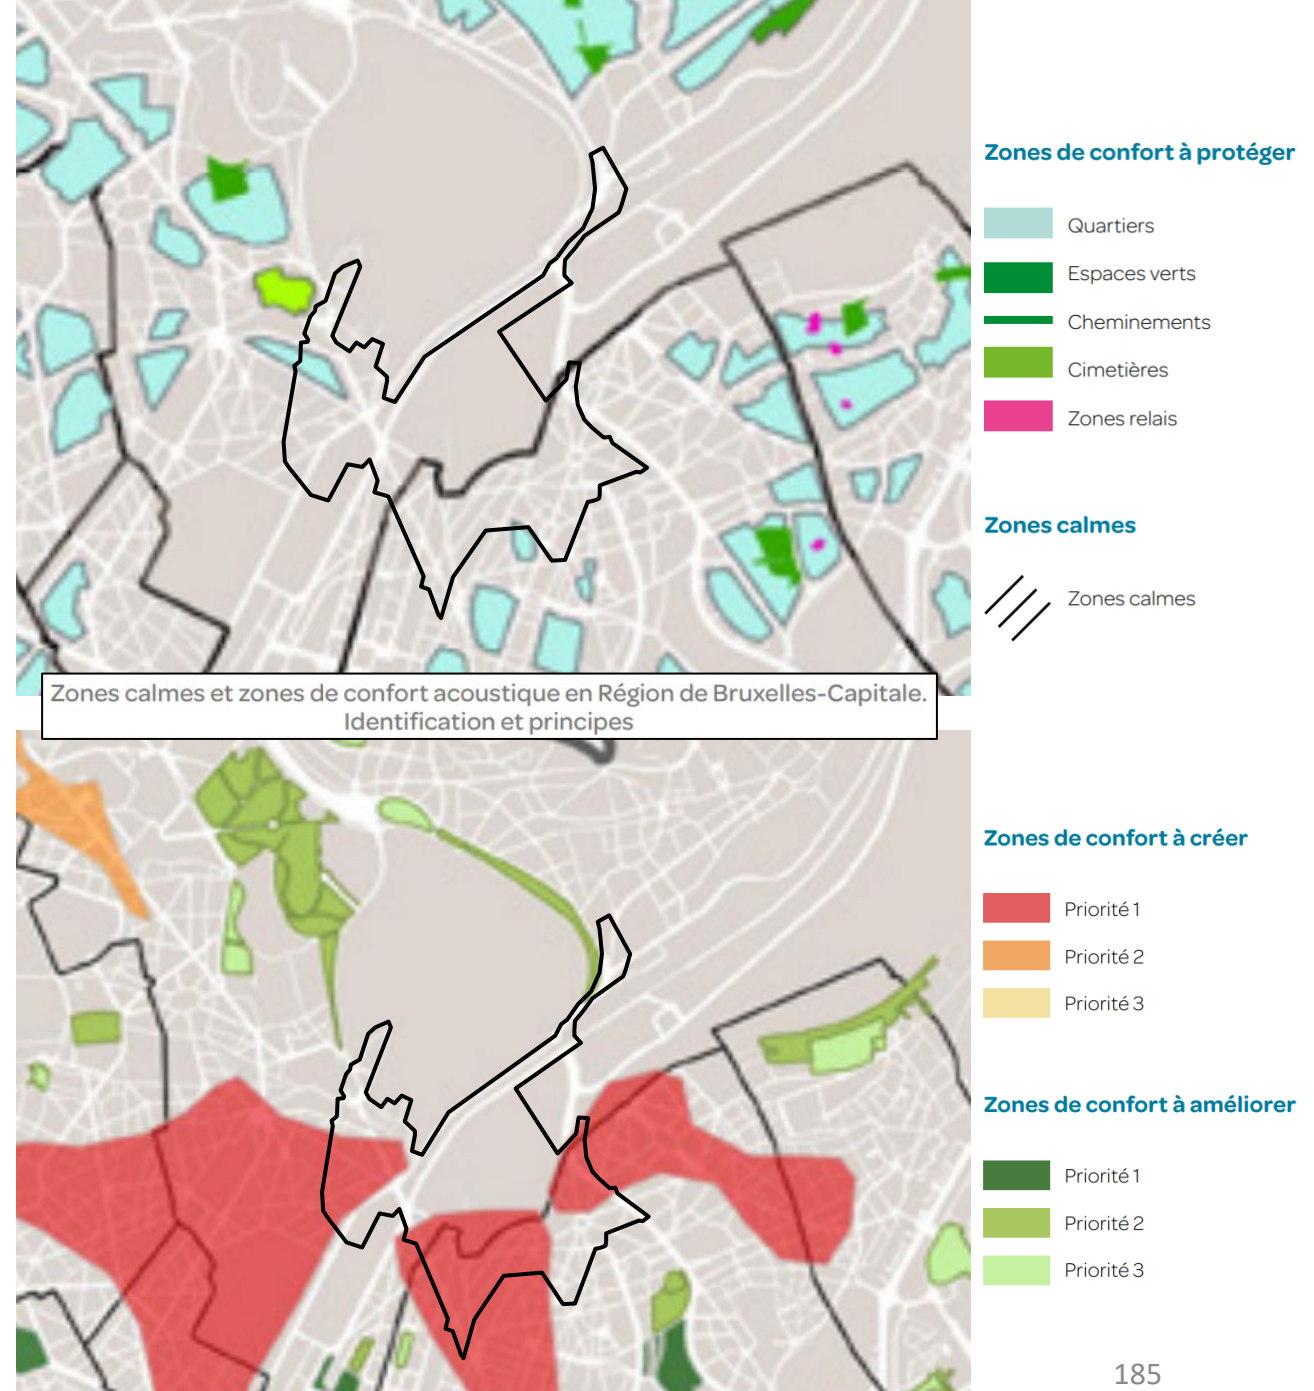 Zones de confort à protéger
Quartiers
Espaces verts
Cheminements
Cimetières
Zones relais
Zones calmes
Zones calmes
Zones calmes et zones de confort acoustique en Région de Bruxelles-Capitale.
Identification et principes
Zones de confort à créer
Priorité 1
Priorité 2
Priorité 3
Zones de confort à améliorer
Priorité 1
Priorité 2
Priorité 3
185